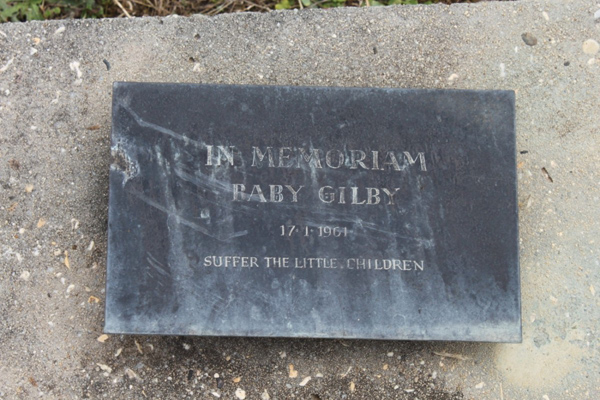 IN MEMORIAM
BABY GILBY
17·1·1961
SUFFER THE LITTLE CHILDREN